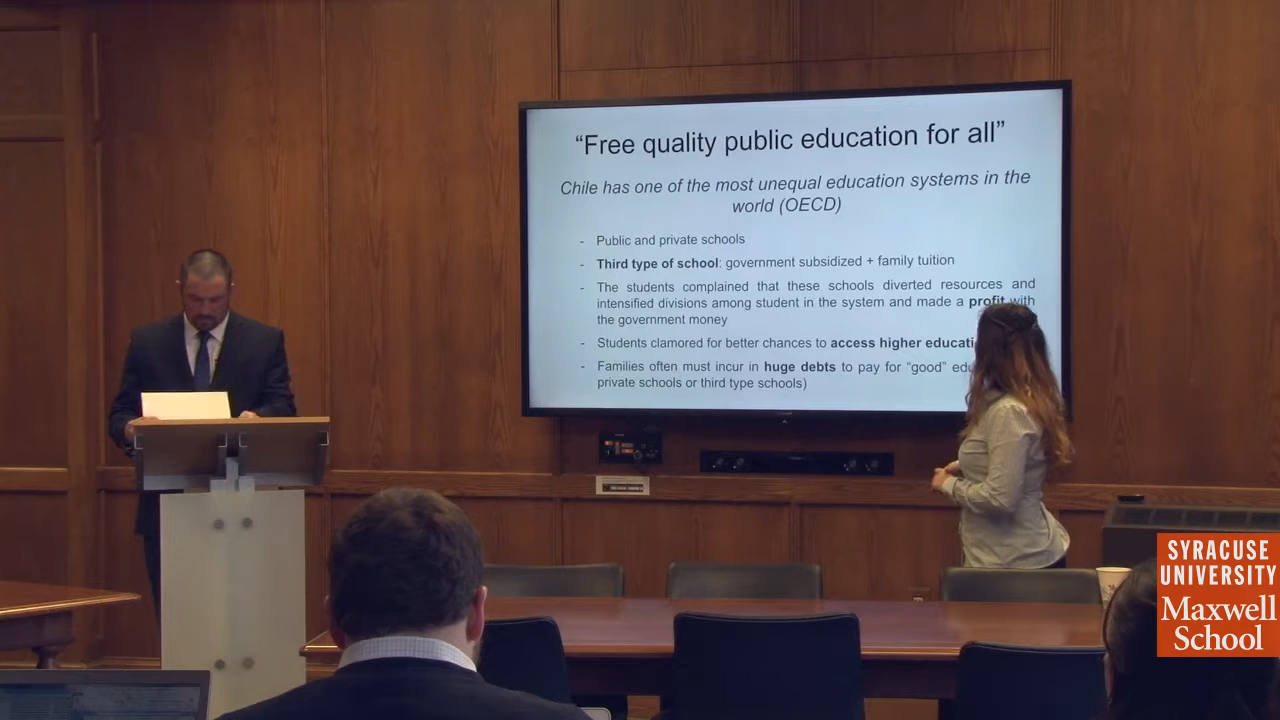 “Free quality public education for all”
Chile has one of the most unequal education systems in the
world (OECD)
- Public and private schools
- Third type of school: government subsidized + family tuition
- The students complained that these schools diverted resources and
intensified divisions among student in the system and made a profit with
the government money
- Students clamored for better chances to access higher educati
- Families often must incur in huge debts to pay for “good” edu
private schools or third type schools)
SYRACUSE
UNIVERSITY
Maxwell
School